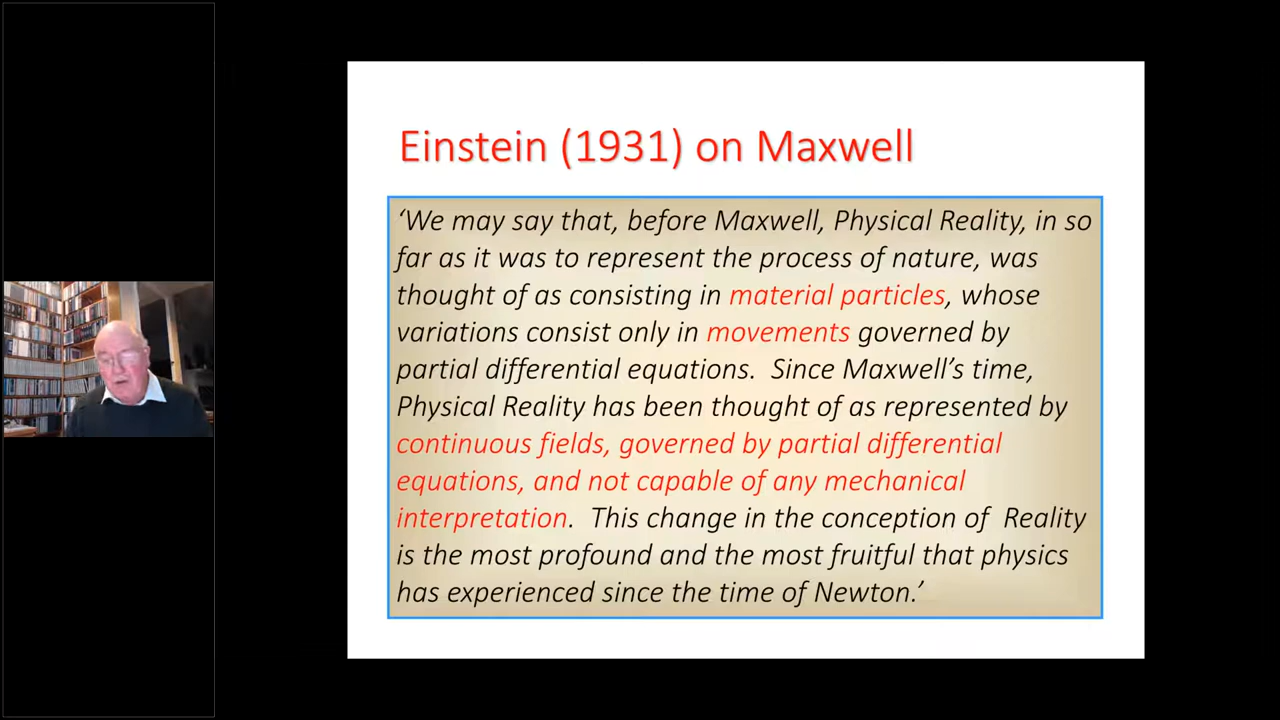 Einstein (1931) on Maxwell
‘We may say that, before Maxwell, Physical Reality, in so
far as it was to represent the process of nature, was
thought of as consisting in material particles, whose
variations consist only in movements governed by
partial differential equations.  Since Maxwell’s time,
Physical Reality has been thought of as represented by
continuous fields, governed by partial differential
equations, and not capable of any mechanical
interpretation.  This change in the conception of  Reality
is the most profound and the most fruitful that physics
has experienced since the time of Newton.’